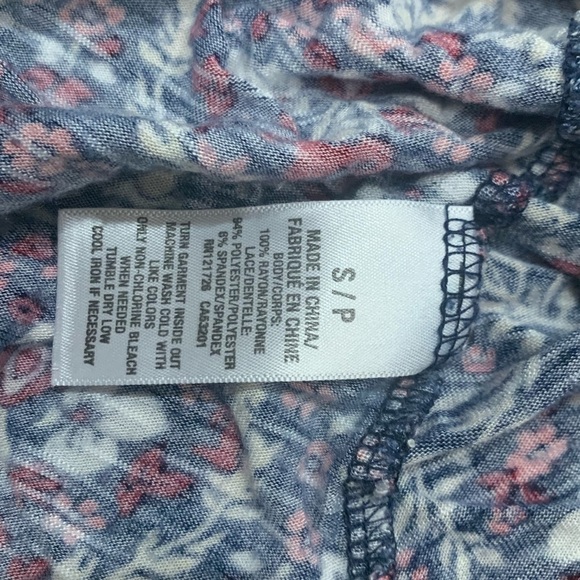 S / P
MADE IN CHINA/
FABRIQUÉ EN CHINE
BODY/CORPS:
100% RAYON/RAYONNE
LACE/DENTELLE:
94% POLYESTER/POLYESTER
6% SPANDEX/SPANDEX
RN121726 CA53201
TURN GARMENT INSIDE OUT
MACHINE WASH COLD WITH
LIKE COLORS
ONLY NON-CHLORINE BLEACH
WHEN NEEDED
TUMBLE DRY LOW
COOL IRON IF NECESSARY